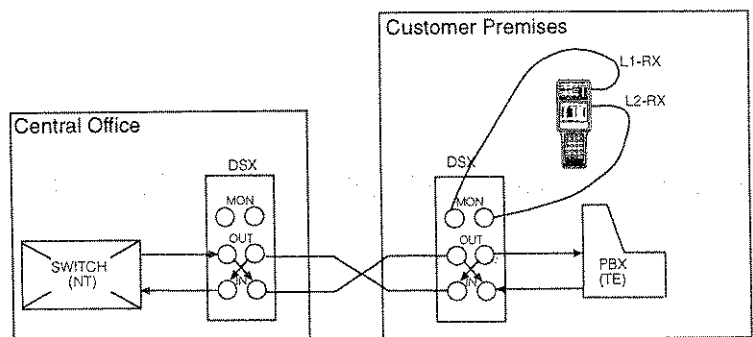 Customer Premises
L1-RX
L2-RX
Central Office
DSX
MON
OUT
IN
SWITCH
(NT)
DSX
MON
OUT
IN
PBX
(TE)